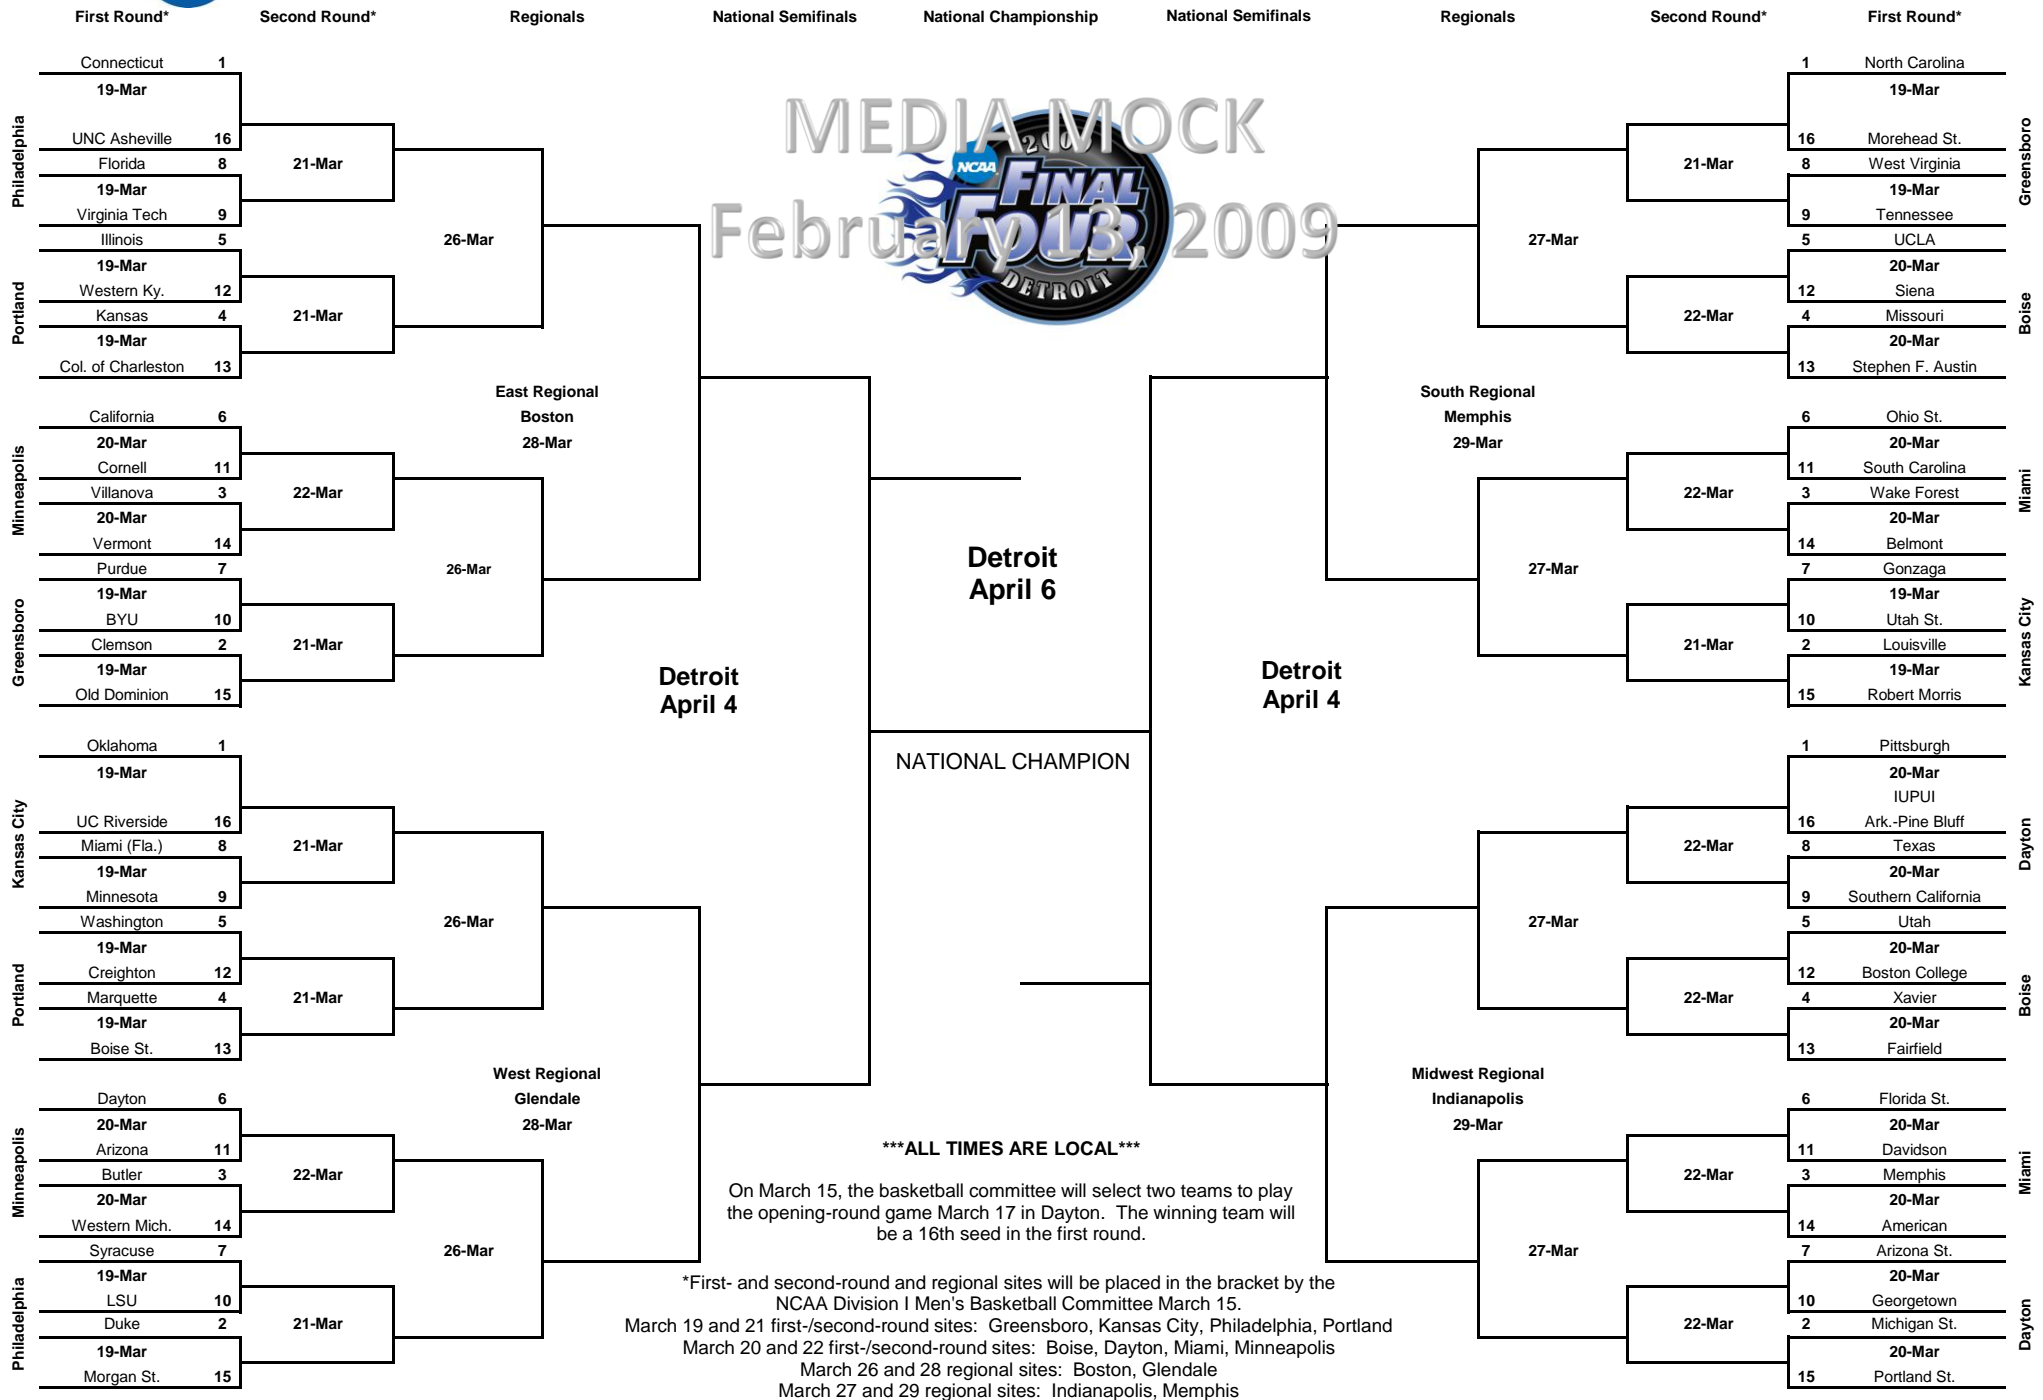 First Round* Second Round* Regionals National Semifinals National Championship National Semifinals Regionals Second Round* First Round*
MEDIA MOCK
February 13, 2009
NCAA
FINAL
FOUR
DETROIT
Philadelphia
Connecticut 1
19-Mar
UNC Asheville 16
21-Mar
Florida 8
19-Mar
Virginia Tech 9
26-Mar
Portland
Illinois 5
19-Mar
Western Ky. 12
21-Mar
Kansas 4
19-Mar
Col. of Charleston 13
East Regional
Boston
28-Mar
Minneapolis
California 6
20-Mar
Cornell 11
22-Mar
Villanova 3
20-Mar
Vermont 14
26-Mar
Greensboro
Purdue 7
19-Mar
BYU 10
21-Mar
Clemson 2
19-Mar
Old Dominion 15
Detroit
April 4
Kansas City
Oklahoma 1
19-Mar
UC Riverside 16
21-Mar
Miami (Fla.) 8
19-Mar
Minnesota 9
26-Mar
Portland
Washington 5
19-Mar
Creighton 12
21-Mar
Marquette 4
19-Mar
Boise St. 13
West Regional
Glendale
28-Mar
Minneapolis
Dayton 6
20-Mar
Arizona 11
22-Mar
Butler 3
20-Mar
Western Mich. 14
26-Mar
Philadelphia
Syracuse 7
19-Mar
LSU 10
21-Mar
Duke 2
19-Mar
Morgan St. 15
Detroit
April 6
NATIONAL CHAMPION
Greensboro
1 North Carolina
19-Mar
16 Morehead St.
21-Mar
8 West Virginia
19-Mar
9 Tennessee
27-Mar
Boise
5 UCLA
20-Mar
12 Siena
22-Mar
4 Missouri
20-Mar
13 Stephen F. Austin
South Regional
Memphis
29-Mar
Miami
6 Ohio St.
20-Mar
11 South Carolina
22-Mar
3 Wake Forest
20-Mar
14 Belmont
27-Mar
Kansas City
7 Gonzaga
19-Mar
10 Utah St.
21-Mar
2 Louisville
19-Mar
15 Robert Morris
Detroit
April 4
Dayton
1 Pittsburgh
20-Mar
IUPUI
16 Ark.-Pine Bluff
22-Mar
8 Texas
20-Mar
9 Southern California
27-Mar
Boise
5 Utah
20-Mar
12 Boston College
22-Mar
4 Xavier
20-Mar
13 Fairfield
Midwest Regional
Indianapolis
29-Mar
Miami
6 Florida St.
20-Mar
11 Davidson
22-Mar
3 Memphis
20-Mar
14 American
27-Mar
Dayton
7 Arizona St.
20-Mar
10 Georgetown
22-Mar
2 Michigan St.
20-Mar
15 Portland St.
***ALL TIMES ARE LOCAL***
On March 15, the basketball committee will select two teams to play
the opening-round game March 17 in Dayton. The winning team will
be a 16th seed in the first round.
*First- and second-round and regional sites will be placed in the bracket by the
NCAA Division I Men's Basketball Committee March 15.
March 19 and 21 first-/second-round sites: Greensboro, Kansas City, Philadelphia, Portland
March 20 and 22 first-/second-round sites: Boise, Dayton, Miami, Minneapolis
March 26 and 28 regional sites: Boston, Glendale
March 27 and 29 regional sites: Indianapolis, Memphis